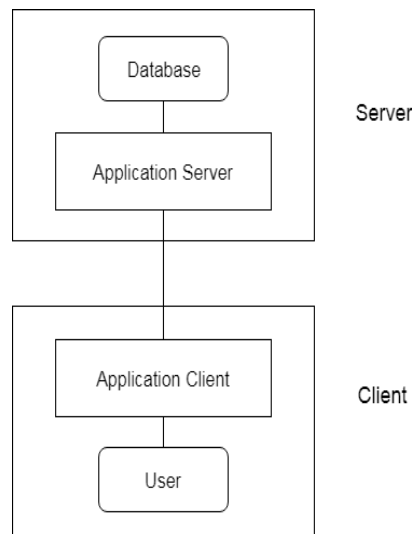 Database
Server
Application Server
Application Client
Client
User